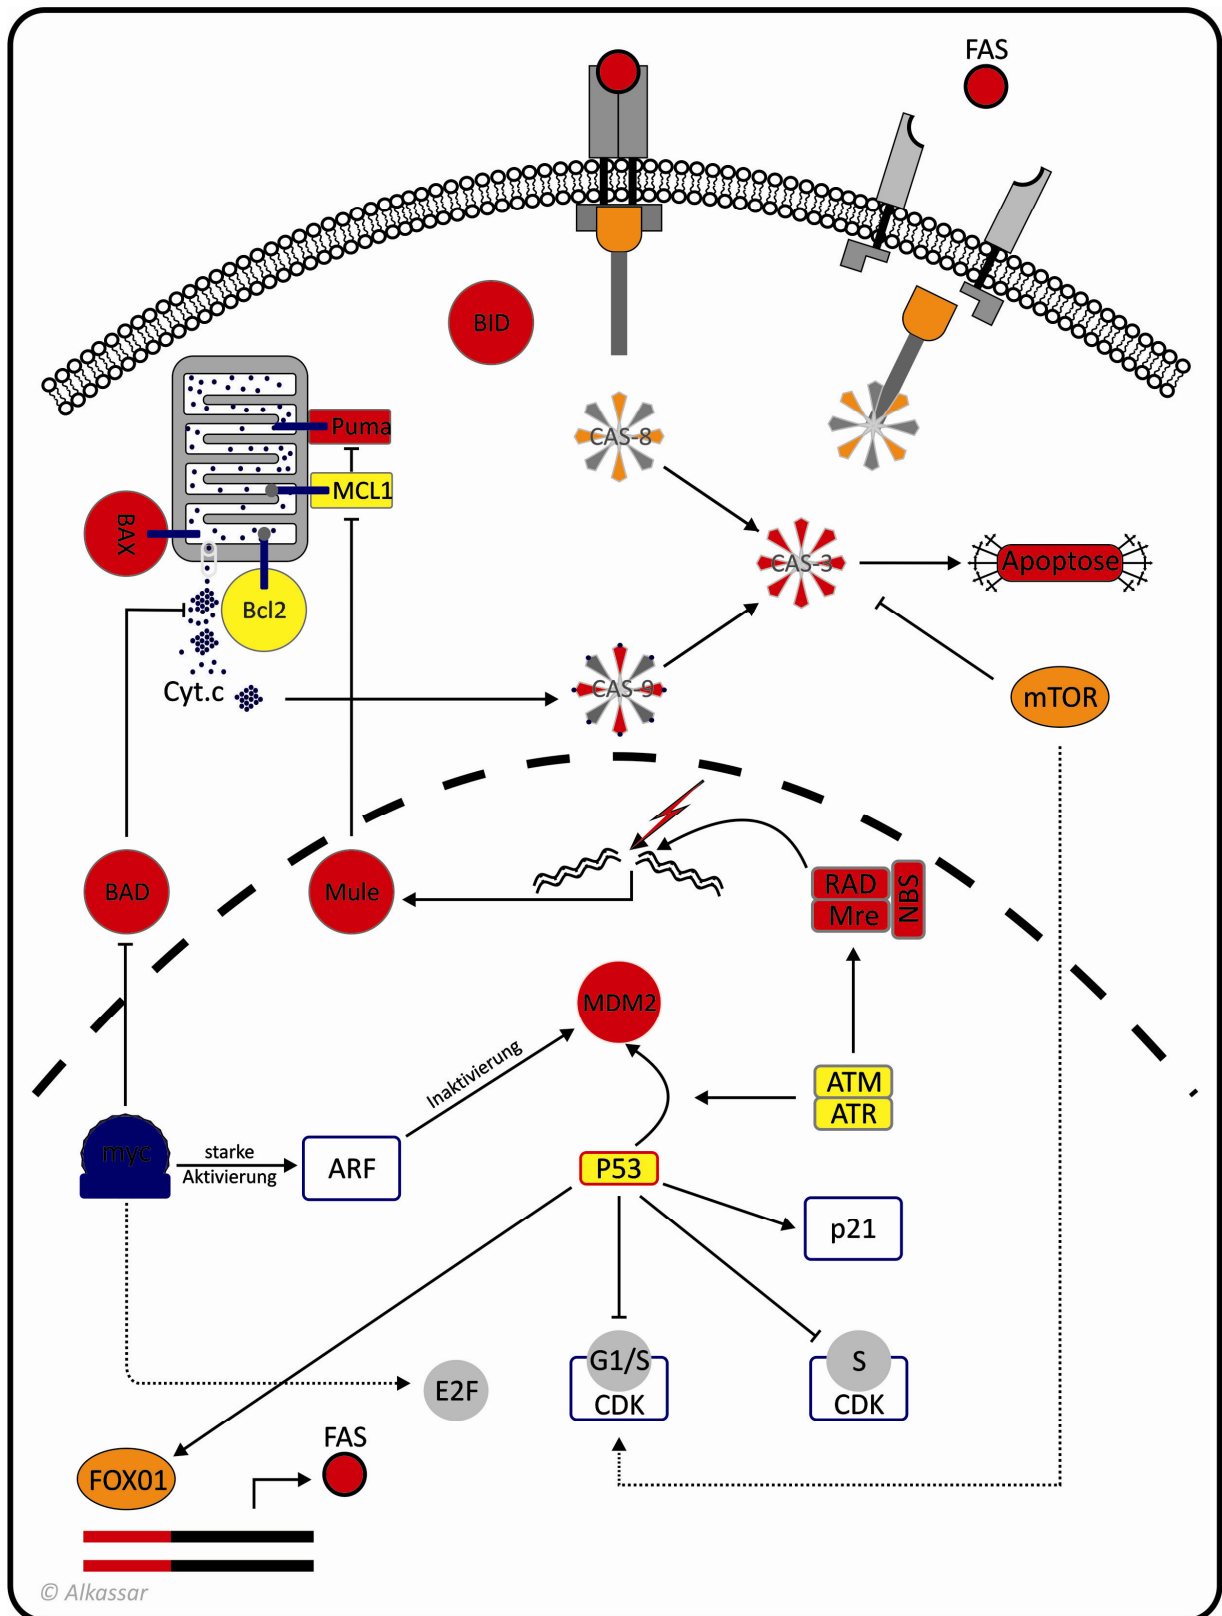 FAS
BID
Puma
CAS-8
MCL1
BAX
CAS-3
Apoptose
Bcl2
Cyt.c
CAS-9
mTOR
BAD
Mule
RAD
Mre
NBS
MDM2
Inaktivierung
ATM
ATR
myc
starke
Aktivierung
ARF
P53
p21
G1/S
CDK
S
CDK
E2F
FAS
FOX01
© Alkassar